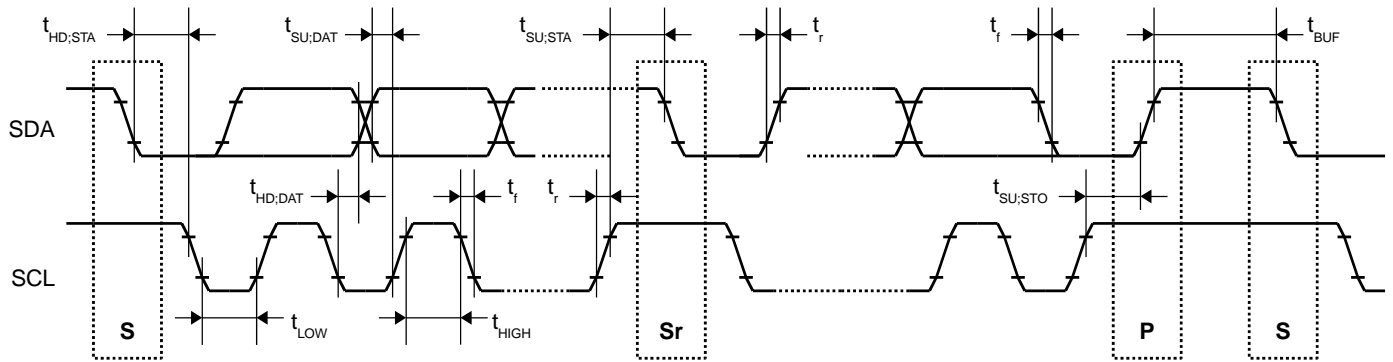 tHD;STA
tSU;DAT
tSU;STA
tr
tf
tBUF
SDA
tHD;DAT
tf
tr
tSU;STO
SCL
S
tLOW
tHIGH
Sr
P
S